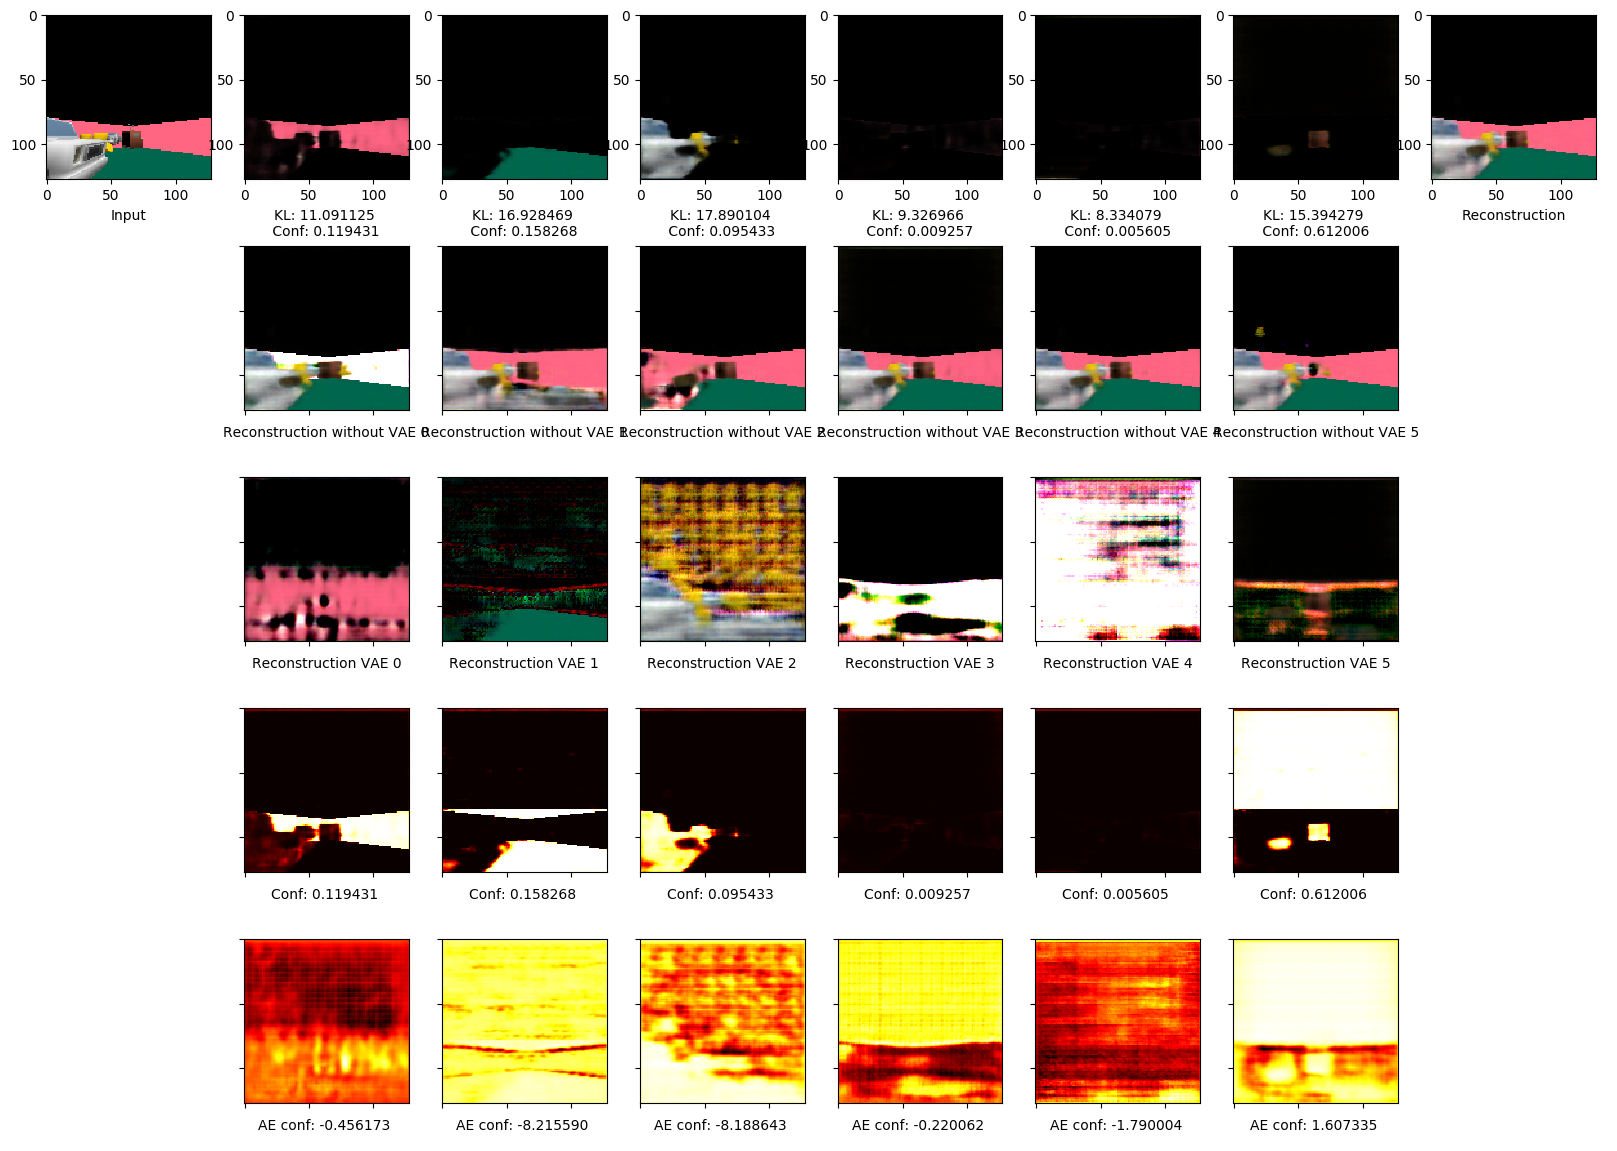 0 0 0 0 0 0 0 0
50 50 50 50 50 50 50 50
100 100 100 100 100 100 100 100
0 50 100 0 50 100 0 50 100 0 50 100 0 50 100 0 50 100 0 50 100 0 50 100
Input KL: 11.091125 KL: 16.928469 KL: 17.890104 KL: 9.326966 KL: 8.334079 KL: 15.394279 Reconstruction
Conf: 0.119431 Conf: 0.158268 Conf: 0.095433 Conf: 0.009257 Conf: 0.005605 Conf: 0.612006
Reconstruction without VAE 0 Reconstruction without VAE 1 Reconstruction without VAE 2 Reconstruction without VAE 3 Reconstruction without VAE 4 Reconstruction without VAE 5
Reconstruction VAE 0 Reconstruction VAE 1 Reconstruction VAE 2 Reconstruction VAE 3 Reconstruction VAE 4 Reconstruction VAE 5
Conf: 0.119431 Conf: 0.158268 Conf: 0.095433 Conf: 0.009257 Conf: 0.005605 Conf: 0.612006
AE conf: -0.456173 AE conf: -8.215590 AE conf: -8.188643 AE conf: -0.220062 AE conf: -1.790004 AE conf: 1.607335